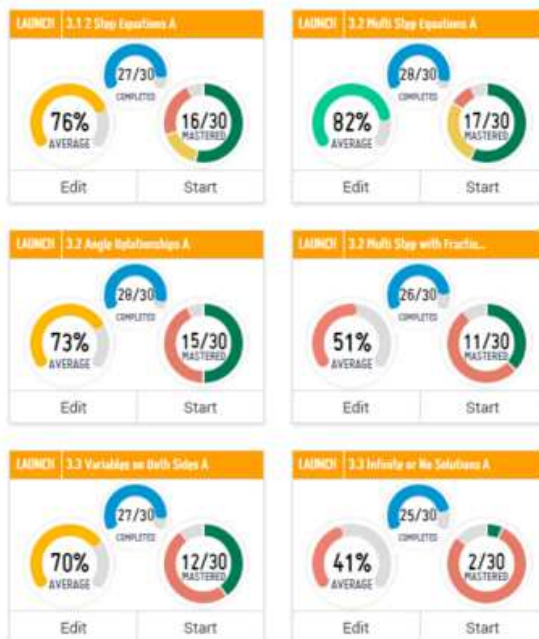 LAUNCH 3.1 2 Step Equations A
27/30
COMPLETED
76%
AVERAGE
16/30
MASTERED
Edit Start
LAUNCH 3.2 Multi Step Equations A
28/30
COMPLETED
82%
AVERAGE
17/30
MASTERED
Edit Start
LAUNCH 3.2 Angle Relationships A
28/30
COMPLETED
73%
AVERAGE
15/30
MASTERED
Edit Start
LAUNCH 3.2 Multi Step with Fractio...
26/30
COMPLETED
51%
AVERAGE
11/30
MASTERED
Edit Start
LAUNCH 3.3 Variables on Both Sides A
27/30
COMPLETED
70%
AVERAGE
12/30
MASTERED
Edit Start
LAUNCH 3.3 Infinite or No Solutions A
25/30
COMPLETED
41%
AVERAGE
2/30
MASTERED
Edit Start